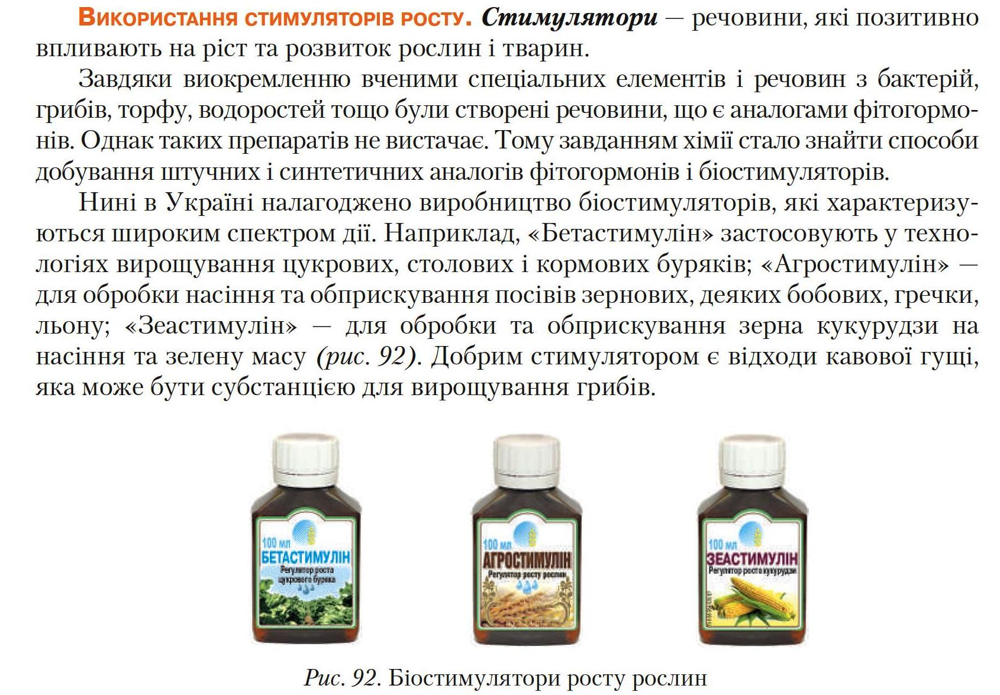 ВИКОРИСТАННЯ СТИМУЛЯТОРІВ РОСТУ. Стимулятори — речовини, які позитивно
впливають на ріст та розвиток рослин і тварин.
Завдяки виокремленню вченими спеціальних елементів і речовин з бактерій,
грибів, торфу, водоростей тощо були створені речовини, що є аналогами фітогормо-
нів. Однак таких препаратів не вистачає. Тому завданням хімії стало знайти способи
добування штучних і синтетичних аналогів фітогормонів і біостимуляторів.
Нині в Україні налагоджено виробництво біостимуляторів, які характеризу-
ються широким спектром дії. Наприклад, «Бетастимулін» застосовують у техно-
логіях вирощування цукрових, столових і кормових буряків; «Агростимулін» —
для обробки насіння та обприскування посівів зернових, деяких бобових, гречки,
льону; «Зеастимулін» — для обробки та обприскування зерна кукурудзи на
насіння та зелену масу (рис. 92). Добрим стимулятором є відходи кавової гущі,
яка може бути субстанцією для вирощування грибів.
100 мл
БЕТАСТИМУЛІН
Регулятор роста
цукрового буряка
100 мл
АГРОСТИМУЛІН
Регулятор росту рослин
100 мл
ЗЕАСТИМУЛІН
Регулятор роста кукурудзи
Рис. 92. Біостимулятори росту рослин